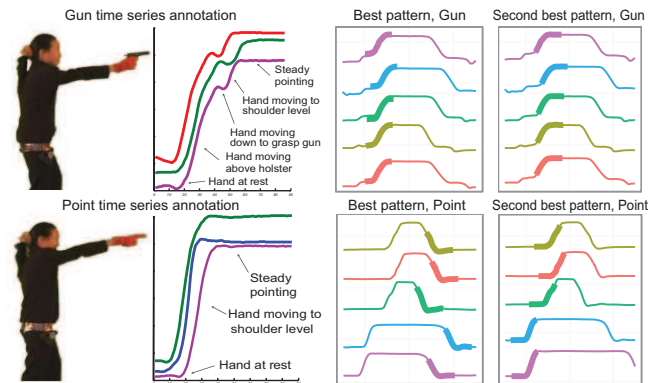 Gun time series annotation
Best pattern, Gun
Second best pattern, Gun
Steady
pointing
Hand moving to
shoulder level
Hand moving
down to grasp gun
Hand moving
above holster
Hand at rest
Point time series annotation
Best pattern, Point
Second best pattern, Point
Steady
pointing
Hand moving to
shoulder level
Hand at rest